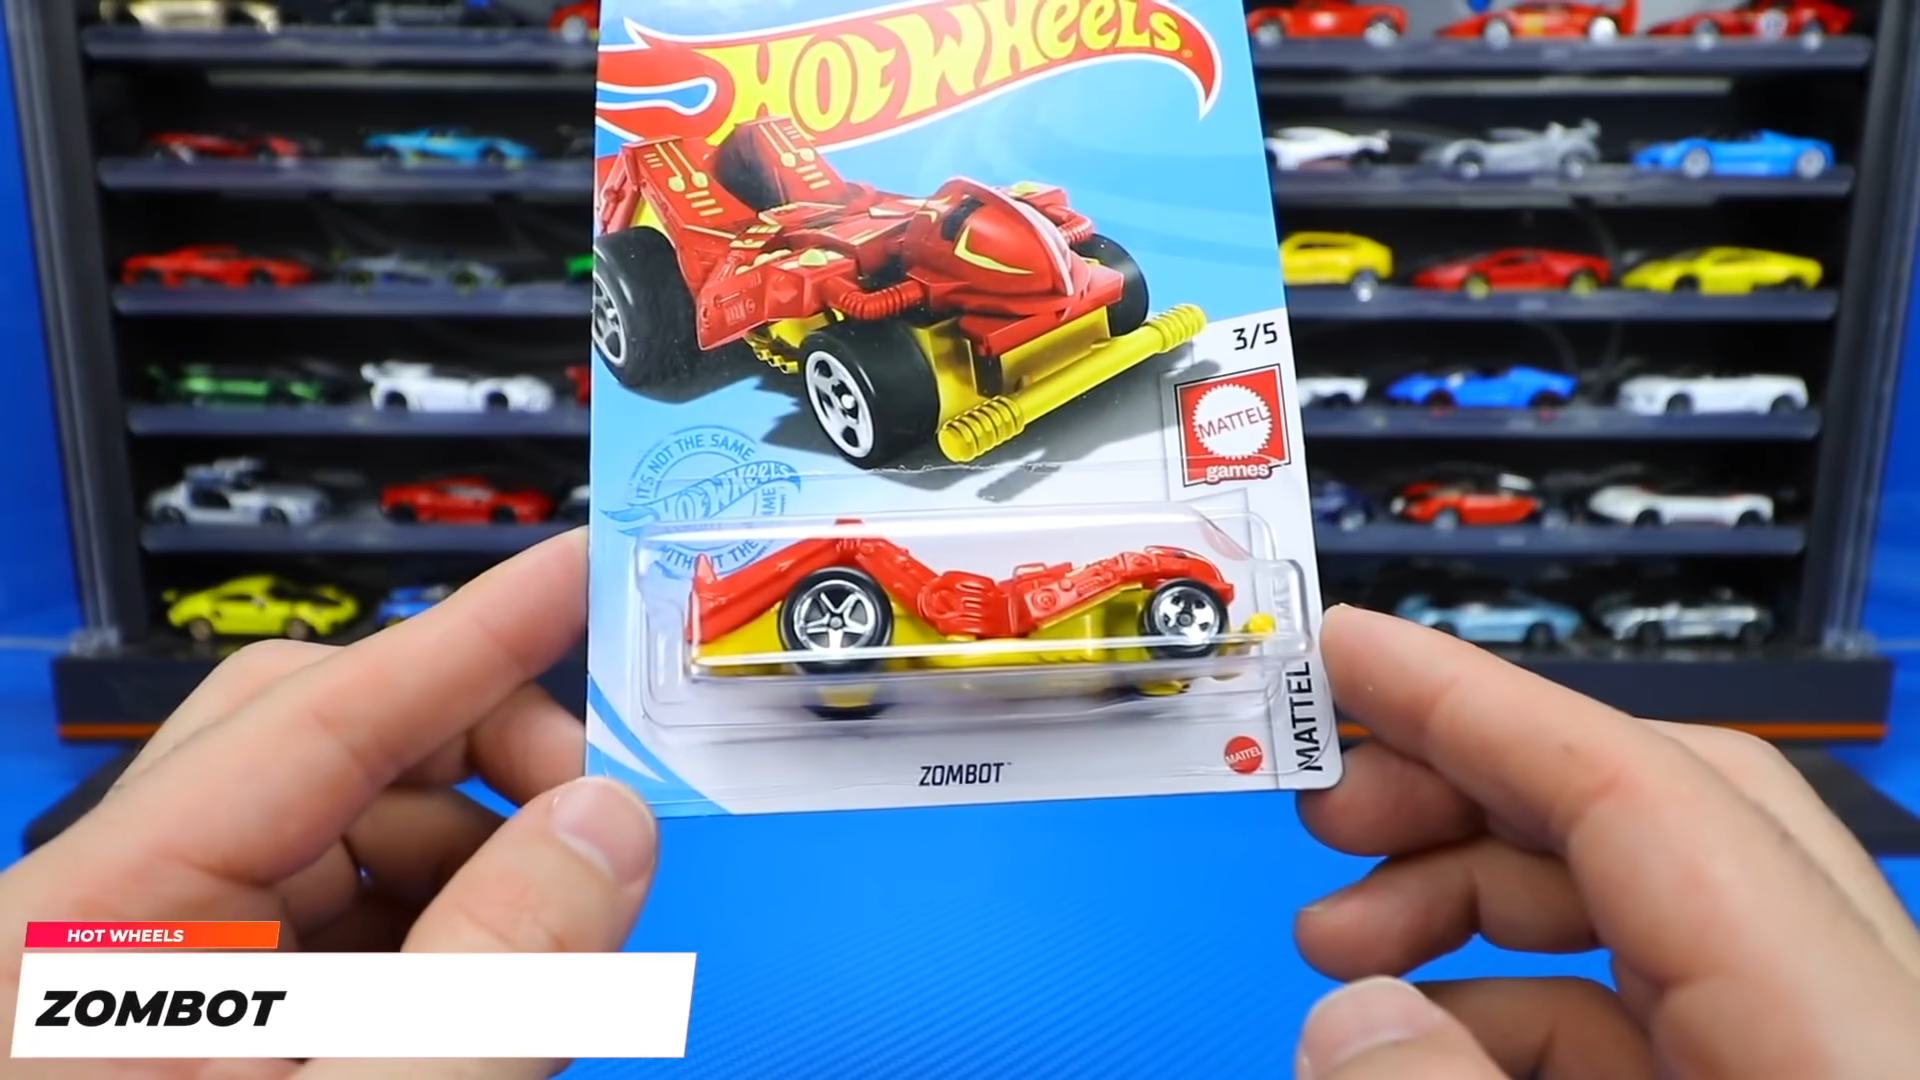 HOT WHEELS
3/5
MATTEL
games
IT'S NOT THE SAME
HOT WHEELS
WITHOUT THE
ZOMBOT™
MATTEL
MATTEL
HOT WHEELS
ZOMBOT